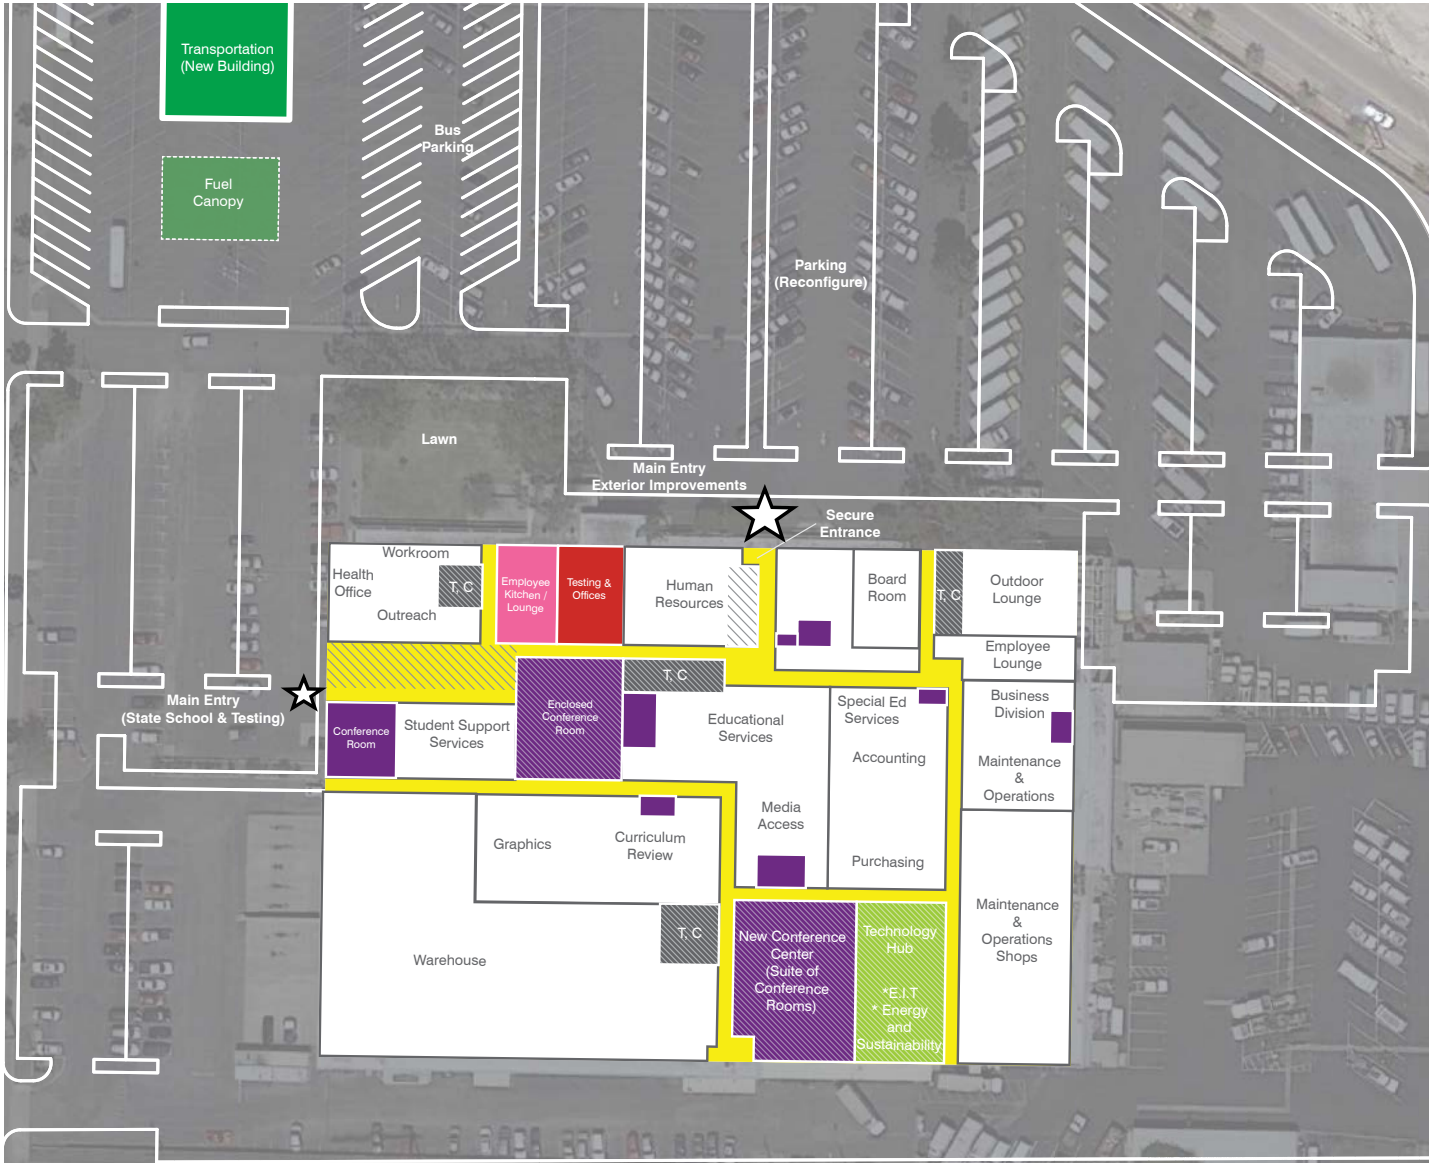 Transportation
(New Building)
Fuel
Canopy
Bus
Parking
Parking
(Reconfigure)
Lawn
Main Entry
Exterior Improvements
Secure
Entrance
Workroom
Health
Office
T, C
Outreach
Employee
Kitchen /
Lounge
Testing &
Offices
Human
Resources
Board
Room
T, C
Outdoor
Lounge
Employee
Lounge
Main Entry
(State School & Testing)
Conference
Room
Student Support
Services
Enclosed
Conference
Room
T, C
Educational
Services
Special Ed
Services
Accounting
Business
Division
Maintenance
&
Operations
Media
Access
Purchasing
Graphics
Curriculum
Review
Warehouse
T, C
New Conference
Center
(Suite of
Conference
Rooms)
Technology
Hub
*E.I.T
* Energy
and
Sustainability
Maintenance
&
Operations
Shops